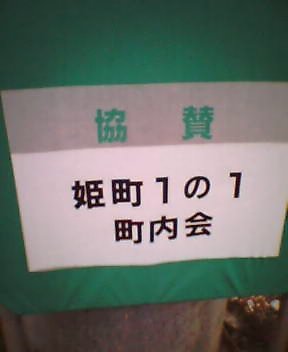 協 賛
姫町1の1
町内会